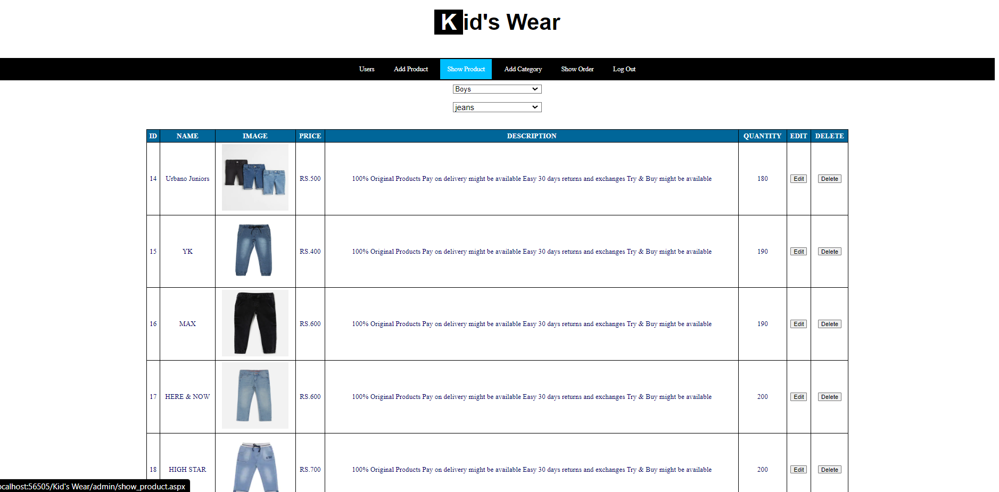 Kid's Wear
Users Add Product Show Product Add Category Show Order Log Out
Boys
jeans
ID NAME IMAGE PRICE DESCRIPTION QUANTITY EDIT DELETE
14 Urbano Juniors RS.500 100% Original Products Pay on delivery might be available Easy 30 days returns and exchanges Try & Buy might be available 180 Edit Delete
15 YK RS.400 100% Original Products Pay on delivery might be available Easy 30 days returns and exchanges Try & Buy might be available 190 Edit Delete
16 MAX RS.600 100% Original Products Pay on delivery might be available Easy 30 days returns and exchanges Try & Buy might be available 190 Edit Delete
17 HERE & NOW RS.600 100% Original Products Pay on delivery might be available Easy 30 days returns and exchanges Try & Buy might be available 200 Edit Delete
18 HIGH STAR RS.700 100% Original Products Pay on delivery might be available Easy 30 days returns and exchanges Try & Buy might be available 200 Edit Delete
ocalhost:56505/Kid's Wear/admin/show_product.aspx